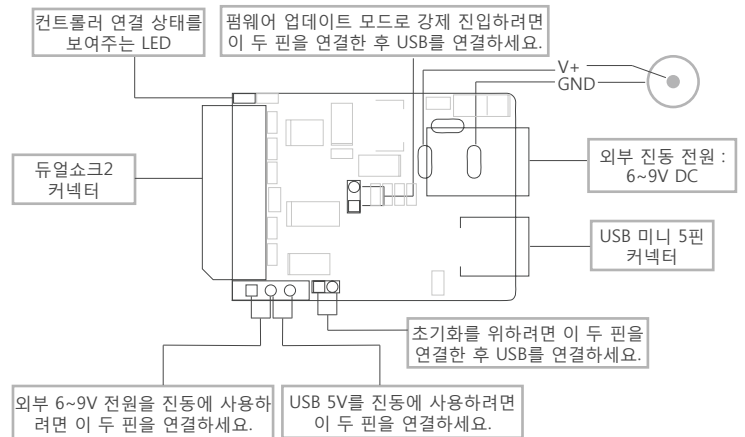 컨트롤러 연결 상태를
보여주는 LED
펌웨어 업데이트 모드로 강제 진입하려면
이 두 핀을 연결한 후 USB를 연결하세요.
V+
GND
듀얼쇼크2
커넥터
외부 진동 전원 :
6~9V DC
USB 미니 5핀
커넥터
초기화를 위하려면 이 두 핀을
연결한 후 USB를 연결하세요.
외부 6~9V 전원을 진동에 사용하
려면 이 두 핀을 연결하세요.
USB 5V를 진동에 사용하려면
이 두 핀을 연결하세요.